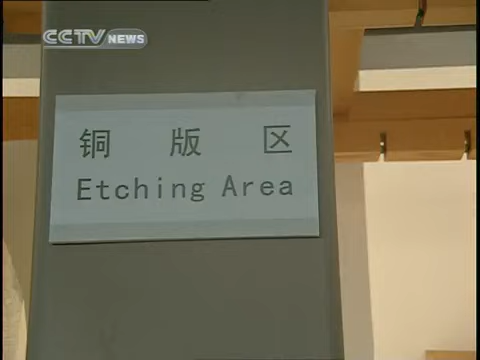 CCTV NEWS
铜 版 区
Etching Area